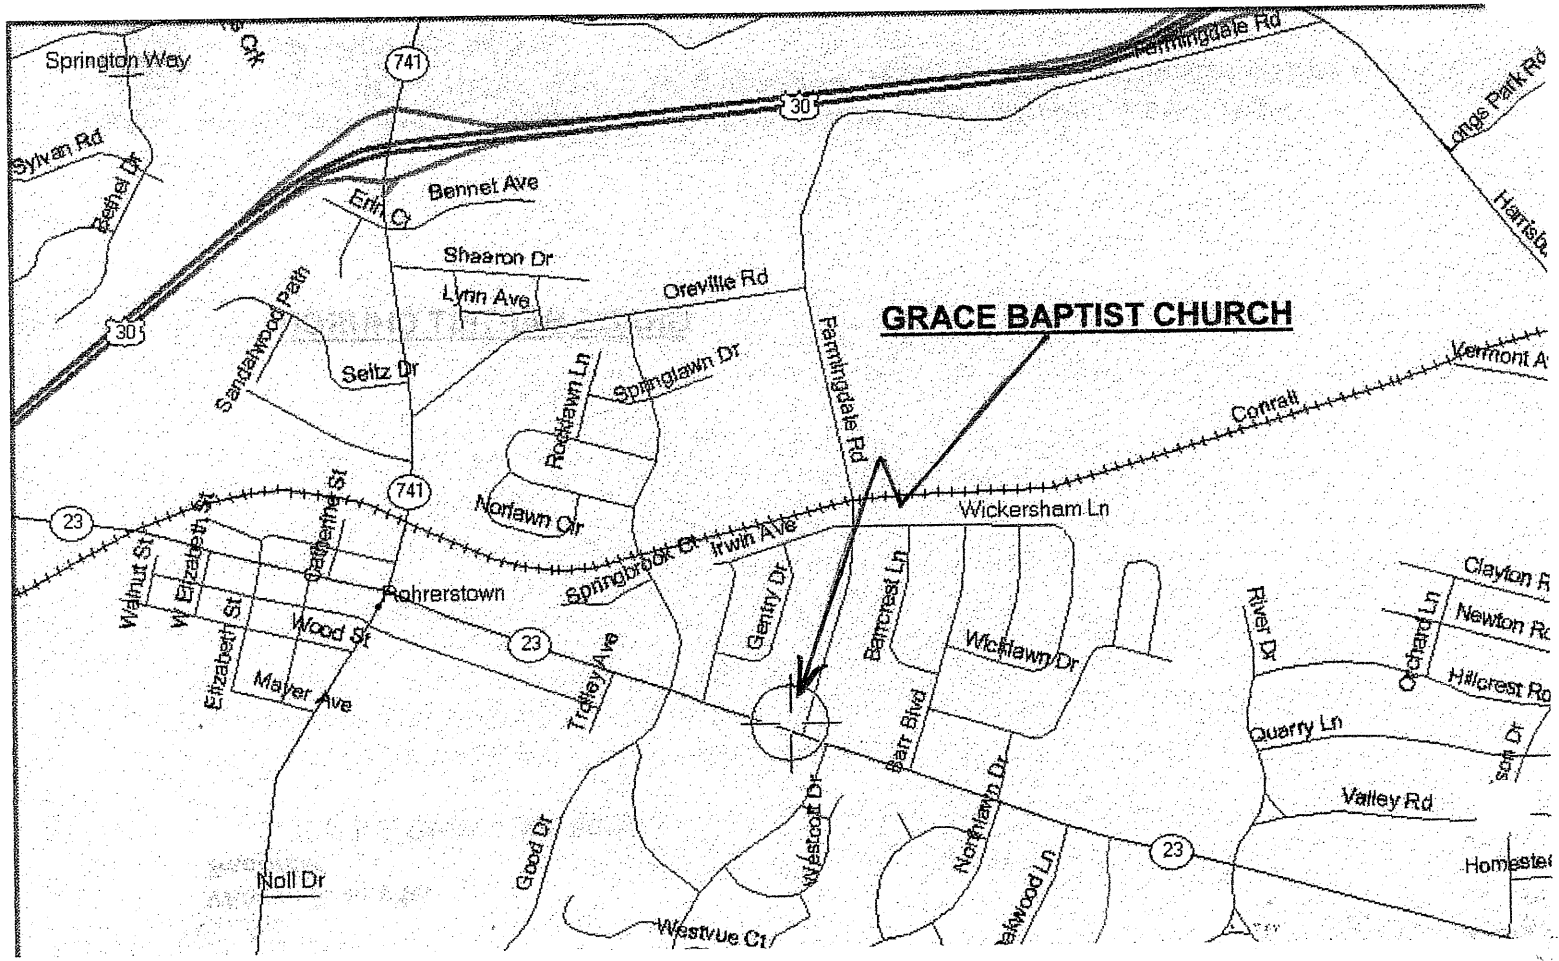 Farmingdale Rd
741
Springton Way
30
Longs Park Rd
Sylvan Rd
Bethel Dr
Bennet Ave
Erin Ct
Harrisbu
Shaaron Dr
Lynn Ave
Oreville Rd
Sandalwood Path
GRACE BAPTIST CHURCH
30
Seitz Dr
Farmingdale Rd
Vermont A
Springlawn Dr
Rocklawn Ln
Conrail
741
Catherine St
Norlawn Cir
23
W Elizabeth St
Wickersham Ln
Irwin Ave
Springbrook Ct
Walnut St
Rohrerstown
Gentry Dr
Barrcrest Ln
River Dr
Clayton R
Orchard Ln
Newton Rd
Elizabeth St
Wood St
23
Wicklawn Dr
Trolley Ave
Mayer Ave
Hillcrest Rd
Barr Blvd
Quarry Ln
son Dr
Westcott Dr
Northlawn Dr
Valley Rd
Good Dr
23
Noll Dr
Homestea
akwood Ln
Westvue Ct